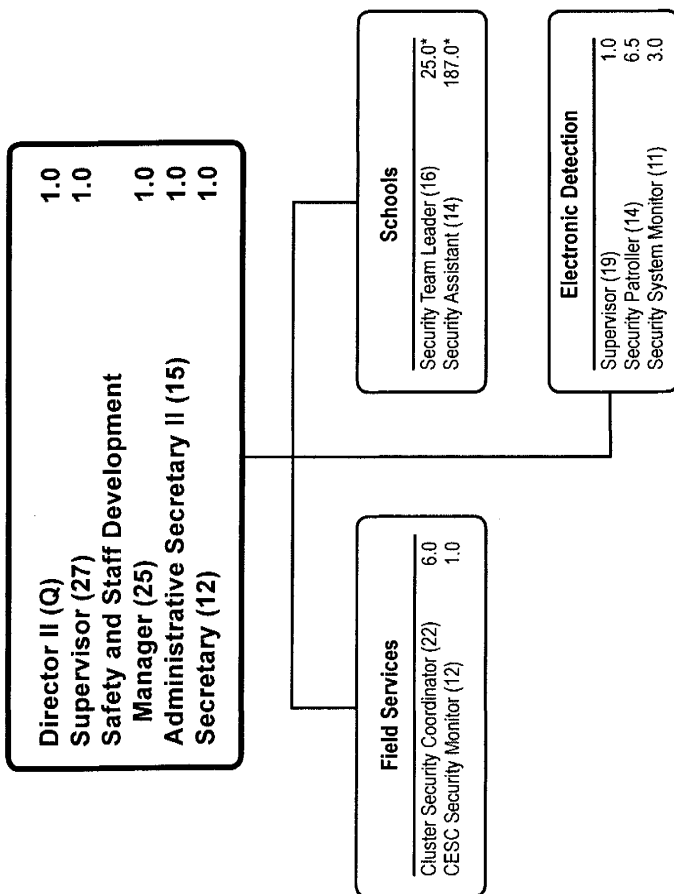 Director II (Q) 1.0
Supervisor (27) 1.0
Safety and Staff Development
Manager (25) 1.0
Administrative Secretary II (15) 1.0
Secretary (12) 1.0
Field Services
Cluster Security Coordinator (22) 6.0
CESC Security Monitor (12) 1.0
Schools
Security Team Leader (16) 25.0*
Security Assistant (14) 187.0*
Electronic Detection
Supervisor (19) 1.0
Security Patroller (14) 6.5
Security System Monitor (11) 3.0